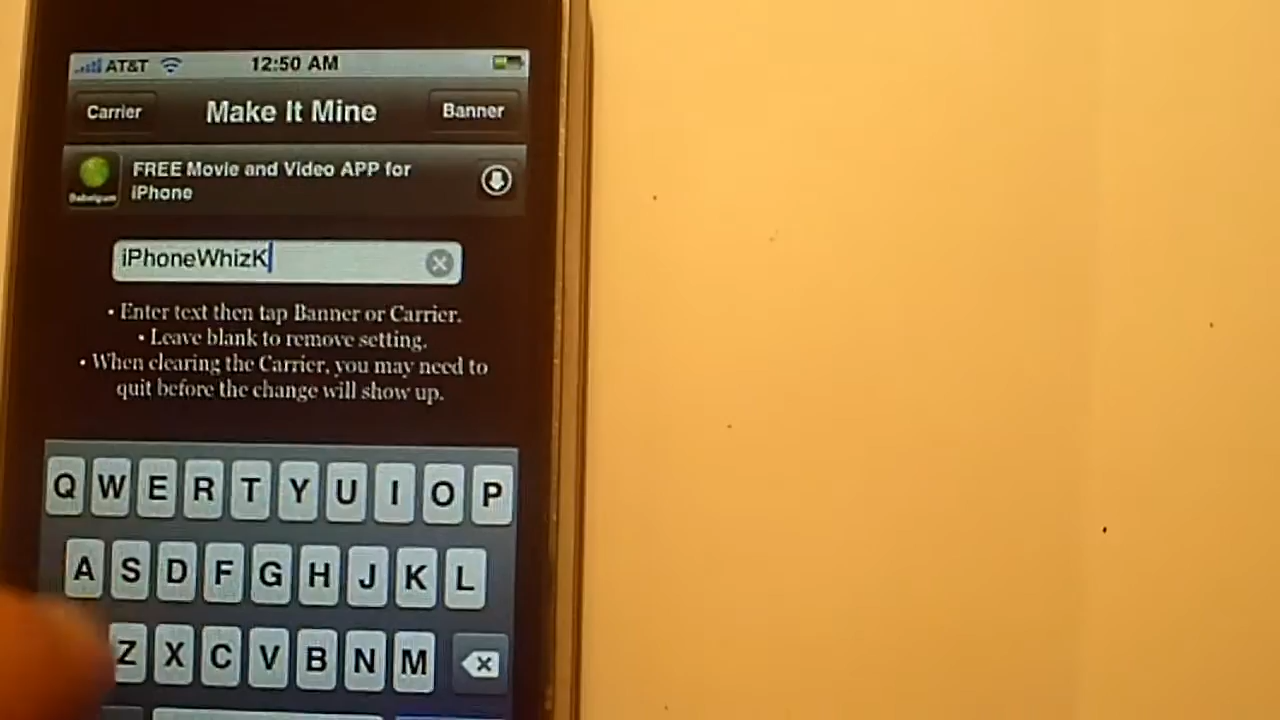 AT&T 12:50 AM
Carrier Make It Mine Banner
FREE Movie and Video APP for
iPhone
Babelgum
iPhoneWhizK
• Enter text then tap Banner or Carrier.
• Leave blank to remove setting.
• When clearing the Carrier, you may need to
quit before the change will show up.
Q W E R T Y U I O P
A S D F G H J K L
Z X C V B N M